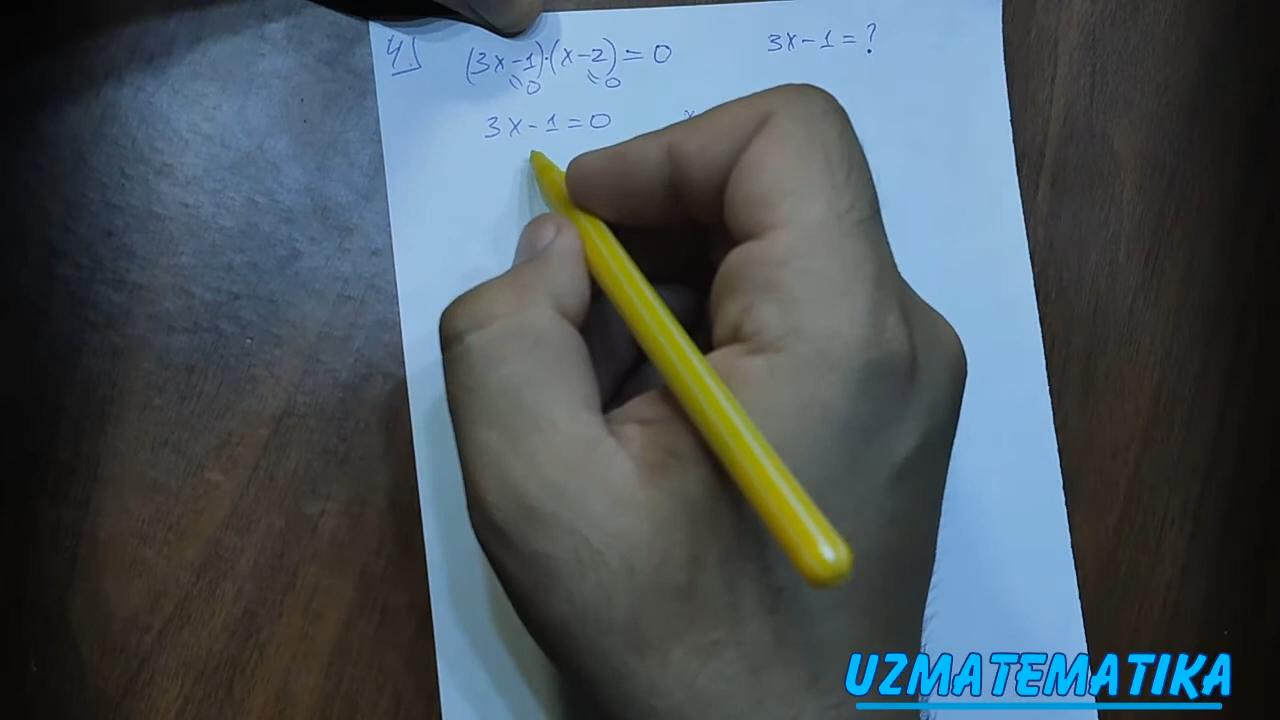 4) (3x-1)·(x-2)=0 3x-1=?
=0 =0
3x-1=0 x
UZMATEMATIKA